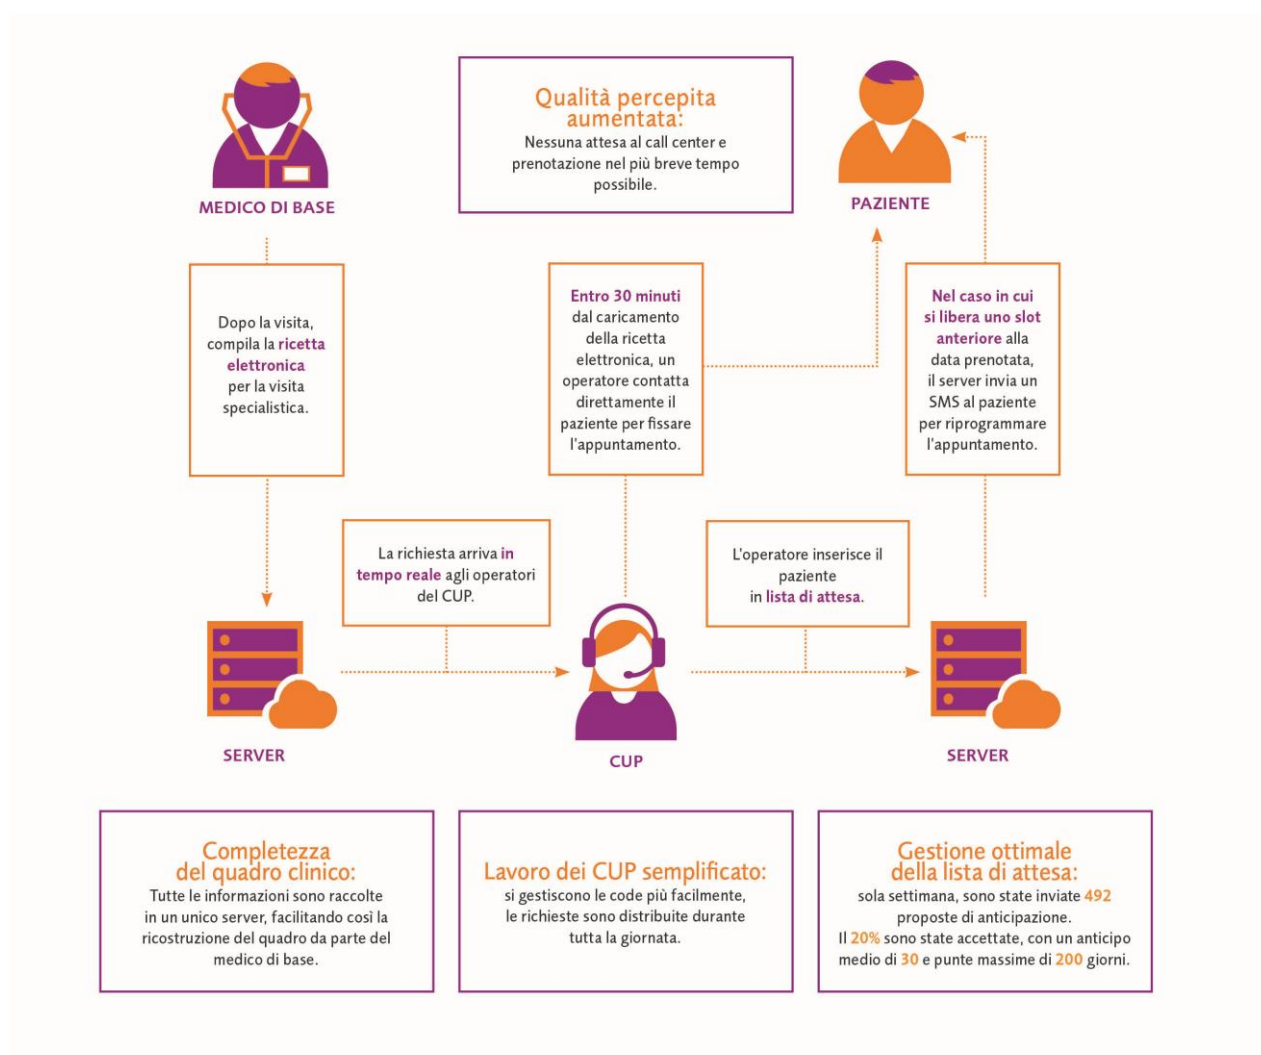 MEDICO DI BASE
Qualità percepita
aumentata:
Nessuna attesa al call center e
prenotazione nel più breve tempo
possibile.
PAZIENTE
Dopo la visita,
compila la ricetta
elettronica
per la visita
specialistica.
Entro 30 minuti
dal caricamento
della ricetta
elettronica, un
operatore contatta
direttamente il
paziente per fissare
l'appuntamento.
Nel caso in cui
si libera uno slot
anteriore alla
data prenotata,
il server invia un
SMS al paziente
per riprogrammare
l'appuntamento.
La richiesta arriva in
tempo reale agli operatori
del CUP.
L'operatore inserisce il
paziente
in lista di attesa.
SERVER
CUP
SERVER
Completezza
del quadro clinico:
Tutte le informazioni sono raccolte
in un unico server, facilitando così la
ricostruzione del quadro da parte del
medico di base.
Lavoro dei CUP semplificato:
si gestiscono le code più facilmente,
le richieste sono distribuite durante
tutta la giornata.
Gestione ottimale
della lista di attesa:
sola settimana, sono state inviate 492
proposte di anticipazione.
Il 20% sono state accettate, con un anticipo
medio di 30 e punte massime di 200 giorni.